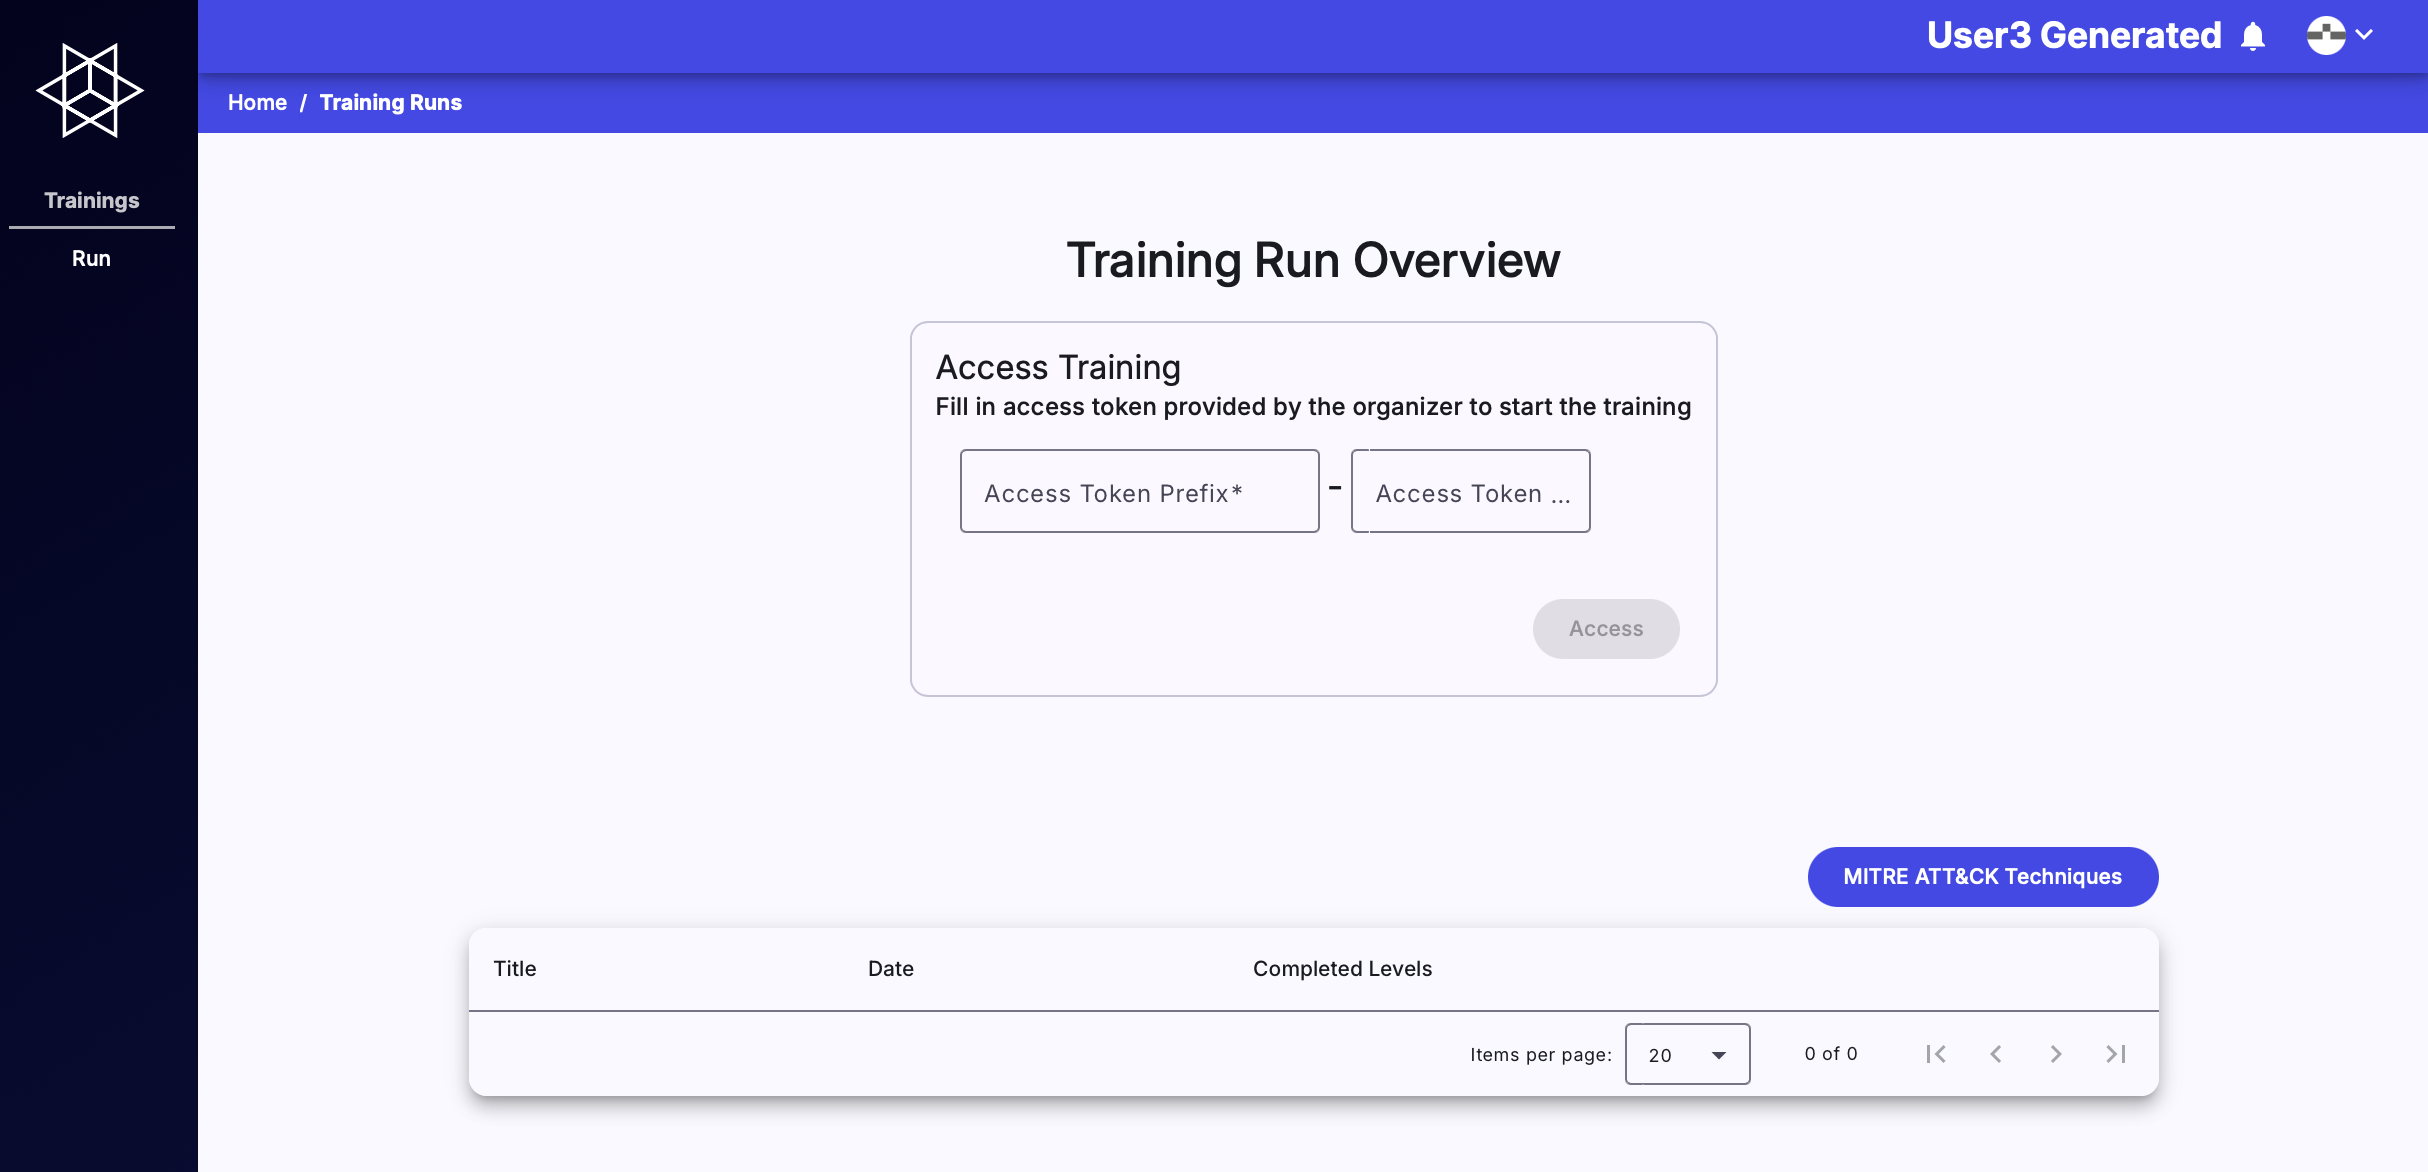 User3 Generated
Home / Training Runs
Trainings
Run
Training Run Overview
Access Training
Fill in access token provided by the organizer to start the training
Access Token Prefix* - Access Token ...
Access
MITRE ATT&CK Techniques
Title Date Completed Levels
Items per page: 20 0 of 0